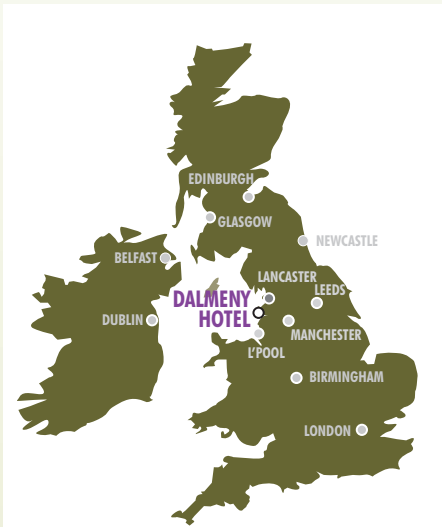 EDINBURGH
GLASGOW
NEWCASTLE
BELFAST
LANCASTER
LEEDS
DALMENY
HOTEL
DUBLIN
MANCHESTER
L'POOL
BIRMINGHAM
LONDON